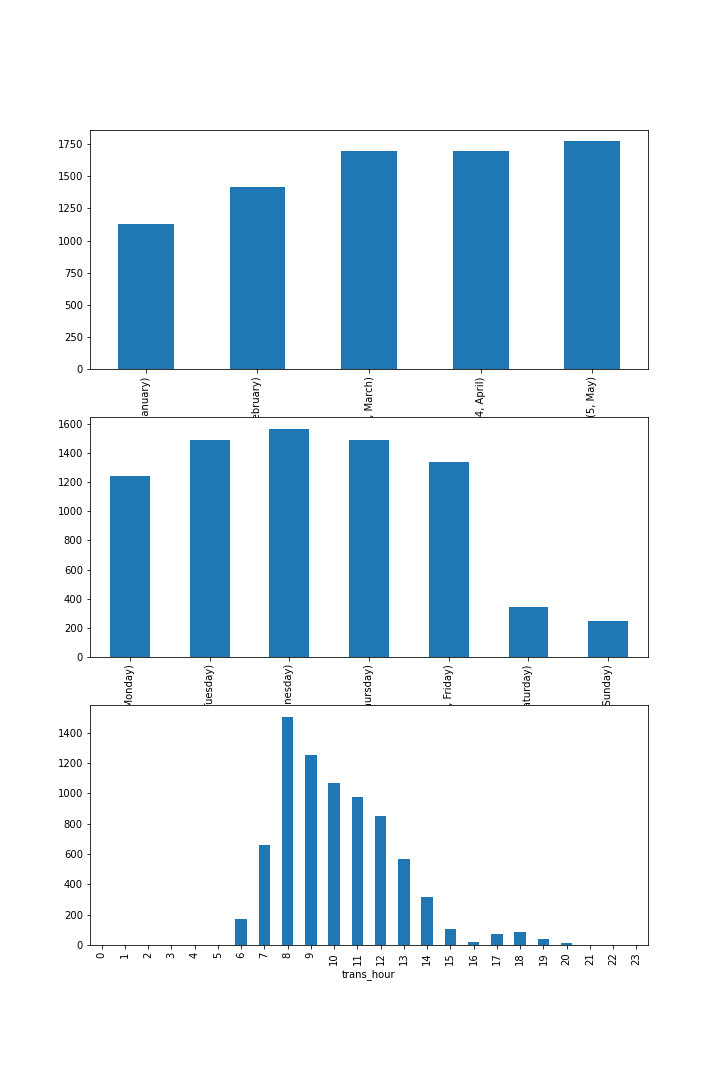 1750
1500
1250
1000
750
500
250
0
anuary)
ebruary)
, March)
4, April)
(5, May)
1600
1400
1200
1000
800
600
400
200
0
Monday)
Tuesday)
nesday)
ursday)
, Friday)
aturday)
Sunday)
1400
1200
1000
800
600
400
200
0
0 1 2 3 4 5 6 7 8 9 10 11 12 13 14 15 16 17 18 19 20 21 22 23
trans_hour